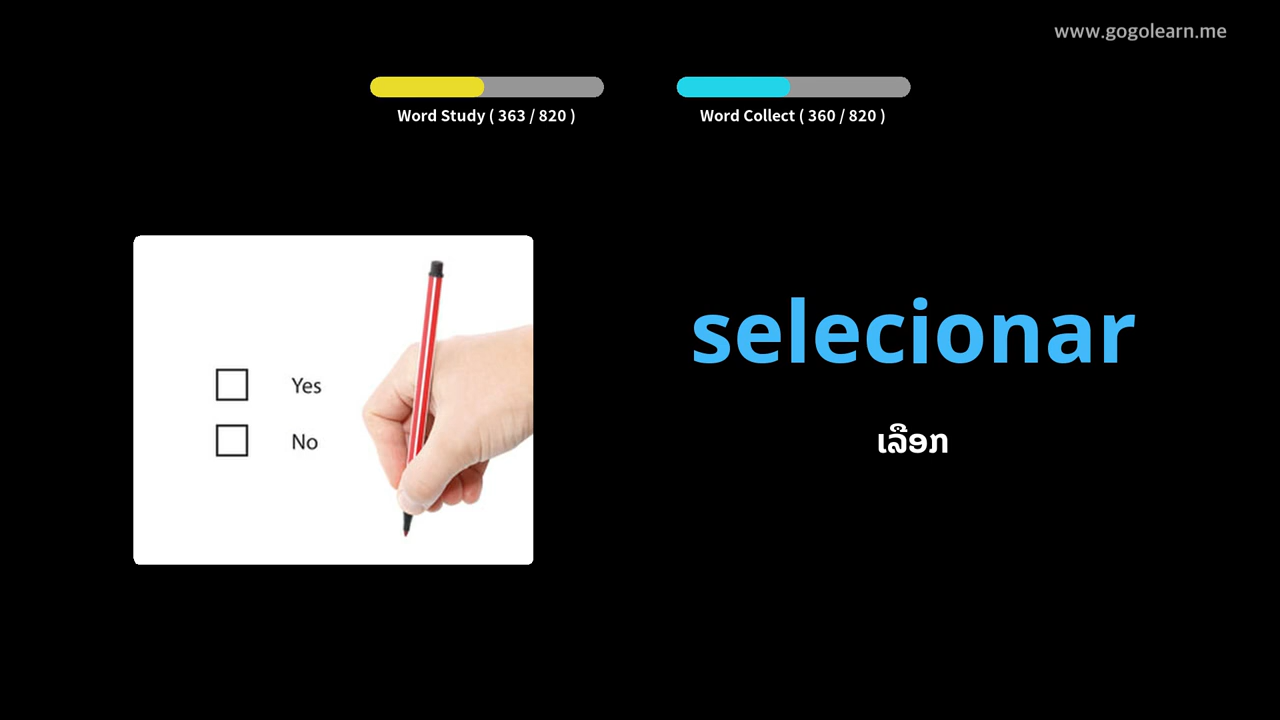 www.gogolearn.me
Word Study ( 363 / 820 )
Word Collect ( 360 / 820 )
Yes
No
selecionar
ເລືອກ